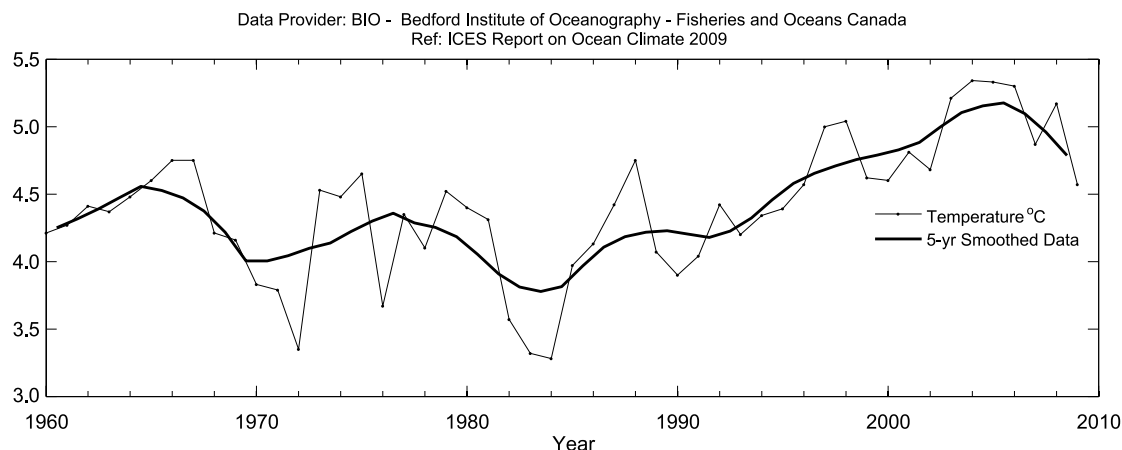 Data Provider: BIO - Bedford Institute of Oceanography - Fisheries and Oceans Canada
Ref: ICES Report on Ocean Climate 2009
5.5
5.0
4.5
4.0
3.5
3.0
Temperature °C
5-yr Smoothed Data
1960 1970 1980 1990 2000 2010
Year